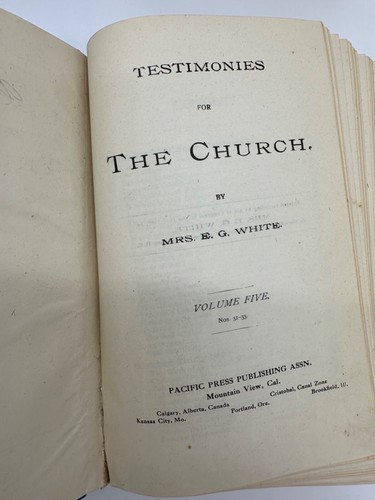 TESTIMONIES
FOR
THE CHURCH.
BY
MRS. E. G. WHITE.
VOLUME FIVE.
Nos. 31-33.
PACIFIC PRESS PUBLISHING ASSN.
Mountain View, Cal.
Calgary, Alberta, Canada Cristobal, Canal Zone Brookfield, Ill.
Kansas City, Mo. Portland, Ore.